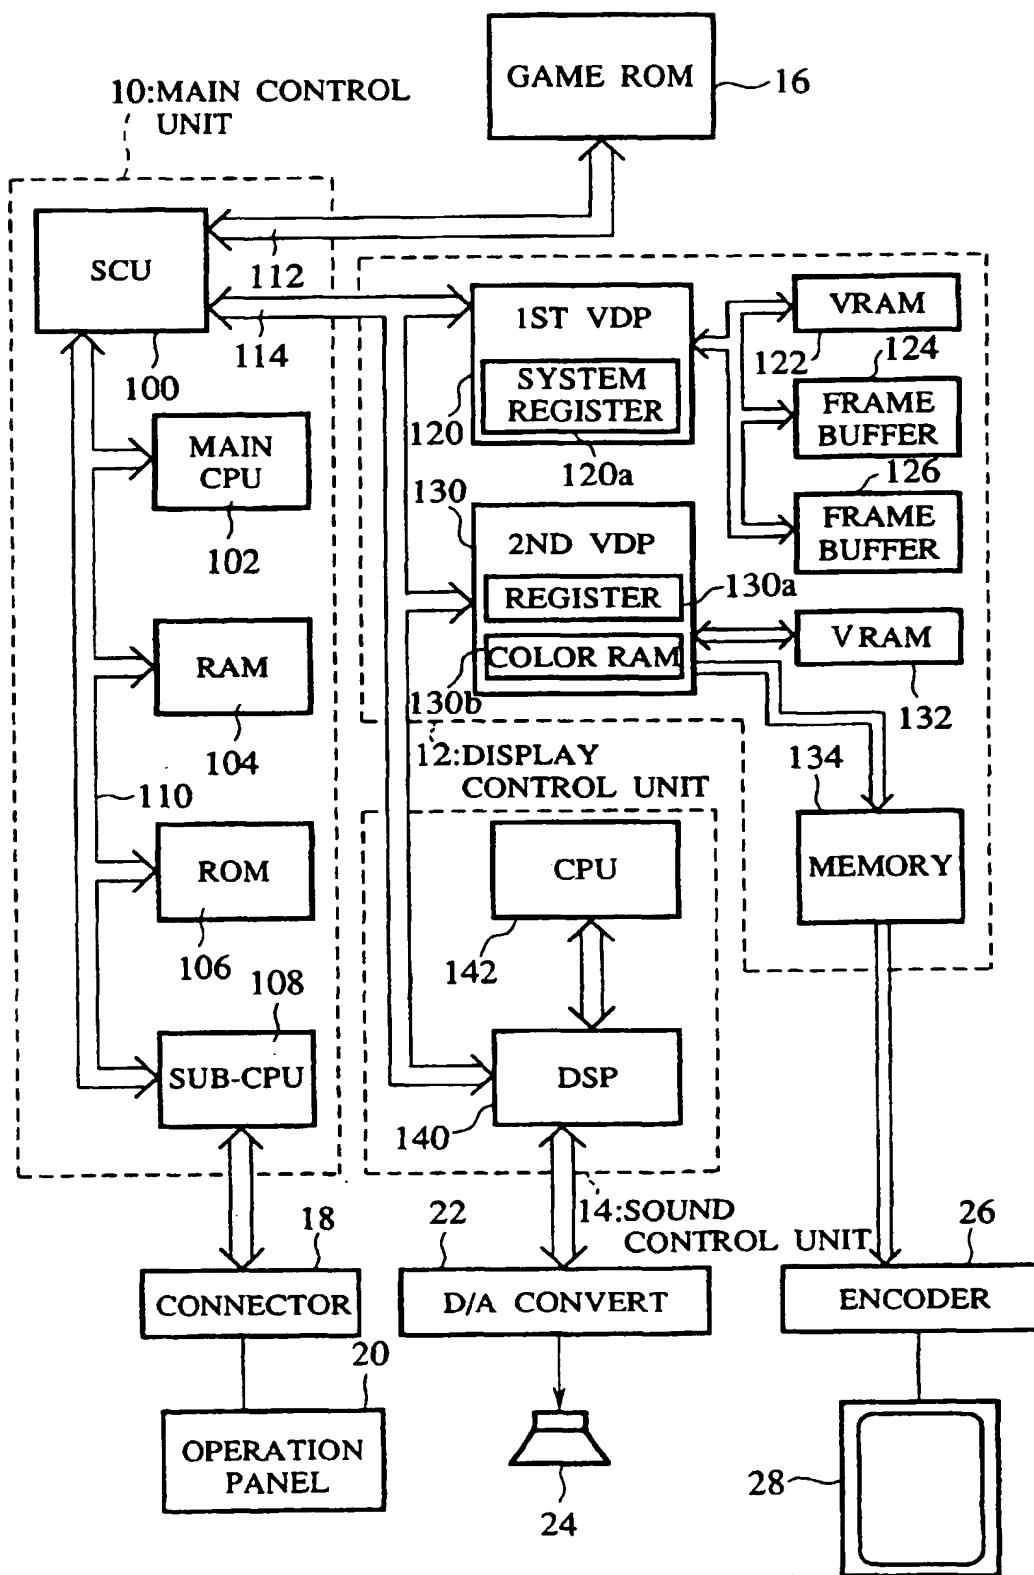 GAME ROM
16
10:MAIN CONTROL
UNIT
SCU
112
114
100
1ST VDP
SYSTEM
REGISTER
120
120a
VRAM
122
124
FRAME
BUFFER
126
FRAME
BUFFER
MAIN
CPU
102
130
2ND VDP
REGISTER
130a
COLOR RAM
130b
VRAM
132
RAM
104
12:DISPLAY
CONTROL UNIT
134
MEMORY
110
ROM
106
CPU
142
108
SUB-CPU
DSP
140
14:SOUND
CONTROL UNIT
18
CONNECTOR
22
D/A CONVERT
26
ENCODER
20
OPERATION
PANEL
24
28